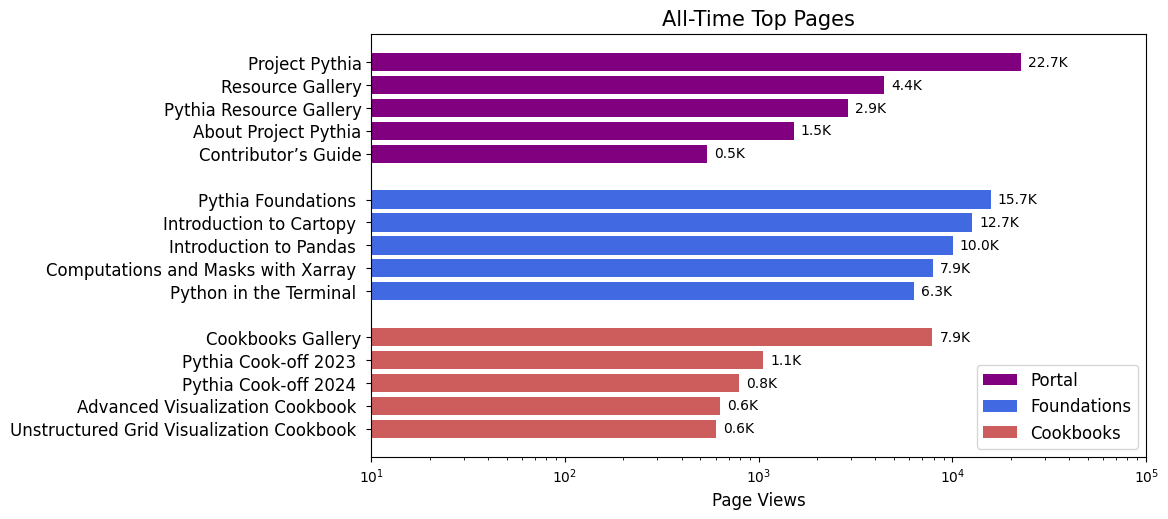 All-Time Top Pages
Project Pythia 22.7K
Resource Gallery 4.4K
Pythia Resource Gallery 2.9K
About Project Pythia 1.5K
Contributor’s Guide 0.5K
Pythia Foundations 15.7K
Introduction to Cartopy 12.7K
Introduction to Pandas 10.0K
Computations and Masks with Xarray 7.9K
Python in the Terminal 6.3K
Cookbooks Gallery 7.9K
Pythia Cook-off 2023 1.1K
Pythia Cook-off 2024 0.8K
Advanced Visualization Cookbook 0.6K
Unstructured Grid Visualization Cookbook 0.6K
Portal
Foundations
Cookbooks
10¹ 10² 10³ 10⁴ 10⁵
Page Views